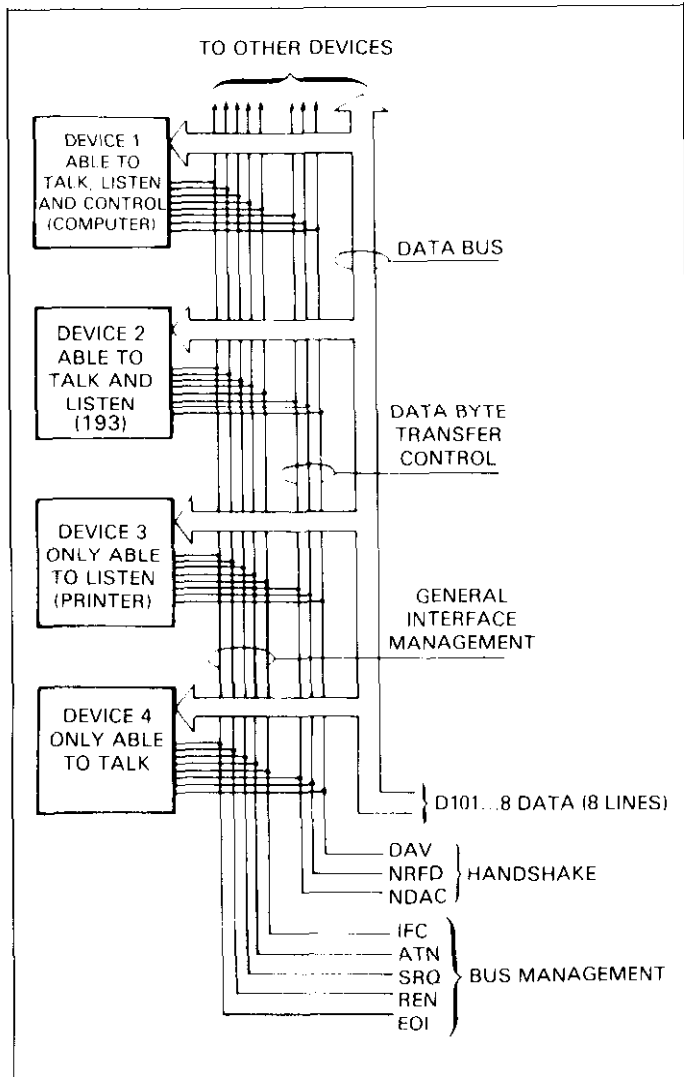 TO OTHER DEVICES
DEVICE 1
ABLE TO
TALK, LISTEN
AND CONTROL
(COMPUTER)
DATA BUS
DEVICE 2
ABLE TO
TALK AND
LISTEN
(193)
DATA BYTE
TRANSFER
CONTROL
DEVICE 3
ONLY ABLE
TO LISTEN
(PRINTER)
GENERAL
INTERFACE
MANAGEMENT
DEVICE 4
ONLY ABLE
TO TALK
D101...8 DATA (8 LINES)
DAV
NRFD
NDAC
HANDSHAKE
IFC
ATN
SRQ
REN
EOI
BUS MANAGEMENT